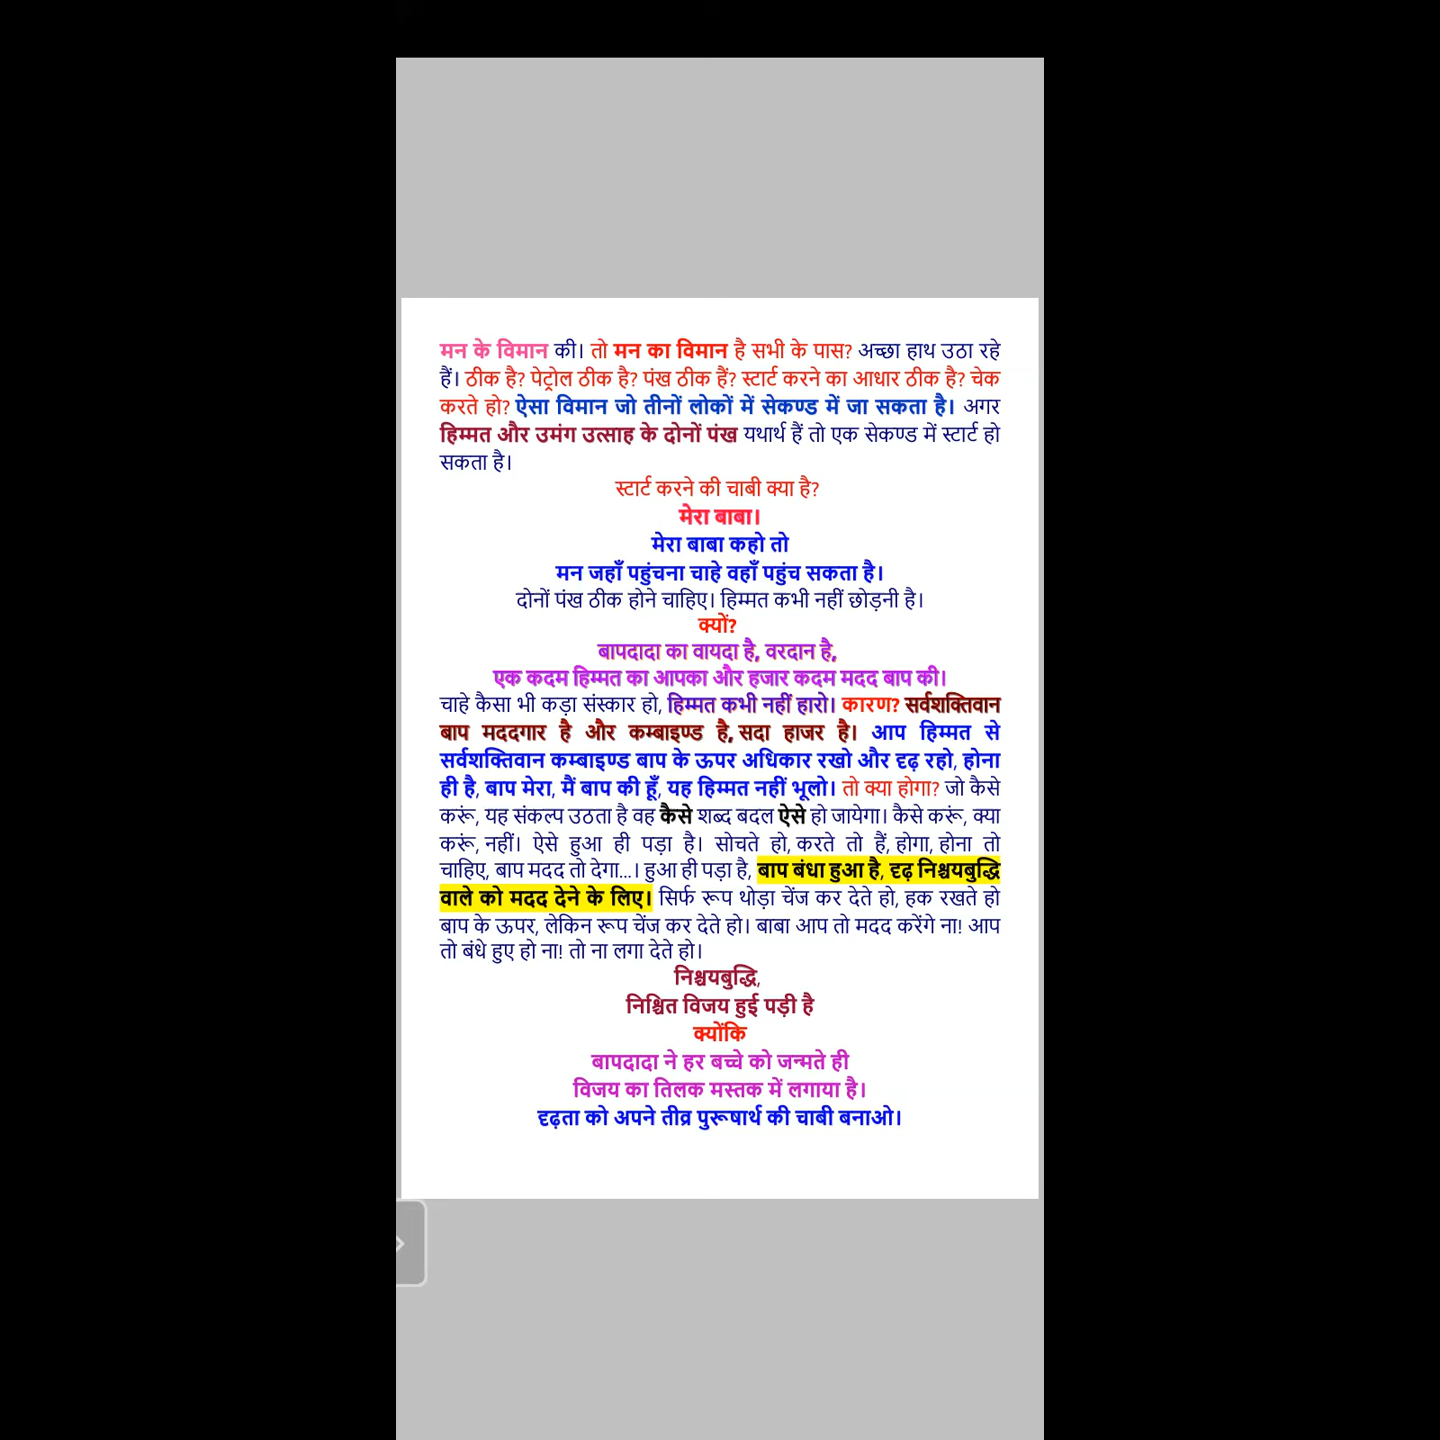 मन के विमान की। तो मन का विमान है सभी के पास? अच्छा हाथ उठा रहे
हैं। ठीक है? पेट्रोल ठीक है? पंख ठीक हैं? स्टार्ट करने का आधार ठीक है? चेक
करते हो? ऐसा विमान जो तीनों लोकों में सेकण्ड में जा सकता है। अगर
हिम्मत और उमंग उत्साह के दोनों पंख यथार्थ हैं तो एक सेकण्ड में स्टार्ट हो
सकता है।
स्टार्ट करने की चाबी क्या है?
मेरा बाबा।
मेरा बाबा कहो तो
मन जहाँ पहुंचना चाहे वहाँ पहुंच सकता है।
दोनों पंख ठीक होने चाहिए। हिम्मत कभी नहीं छोड़नी है।
क्यों?
बापदादा का वायदा है, वरदान है,
एक कदम हिम्मत का आपका और हजार कदम मदद बाप की।
चाहे कैसा भी कड़ा संस्कार हो, हिम्मत कभी नहीं हारो। कारण? सर्वशक्तिवान
बाप मददगार है और कम्बाइण्ड है, सदा हाजर है। आप हिम्मत से
सर्वशक्तिवान कम्बाइण्ड बाप के ऊपर अधिकार रखो और दृढ़ रहो, होना
ही है, बाप मेरा, मैं बाप की हूँ, यह हिम्मत नहीं भूलो। तो क्या होगा? जो कैसे
करूं, यह संकल्प उठता है वह कैसे शब्द बदल ऐसे हो जायेगा। कैसे करूं, क्या
करूं, नहीं। ऐसे हुआ ही पड़ा है। सोचते हो, करते तो हैं, होगा, होना तो
चाहिए, बाप मदद तो देगा...। हुआ ही पड़ा है, बाप बंधा हुआ है, दृढ़ निश्चयबुद्धि
वाले को मदद देने के लिए। सिर्फ रूप थोड़ा चेंज कर देते हो, हक रखते हो
बाप के ऊपर, लेकिन रूप चेंज कर देते हो। बाबा आप तो मदद करेंगे ना! आप
तो बंधे हुए हो ना! तो ना लगा देते हो।
निश्चयबुद्धि,
निश्चित विजय हुई पड़ी है
क्योंकि
बापदादा ने हर बच्चे को जन्मते ही
विजय का तिलक मस्तक में लगाया है।
दृढ़ता को अपने तीव्र पुरूषार्थ की चाबी बनाओ।